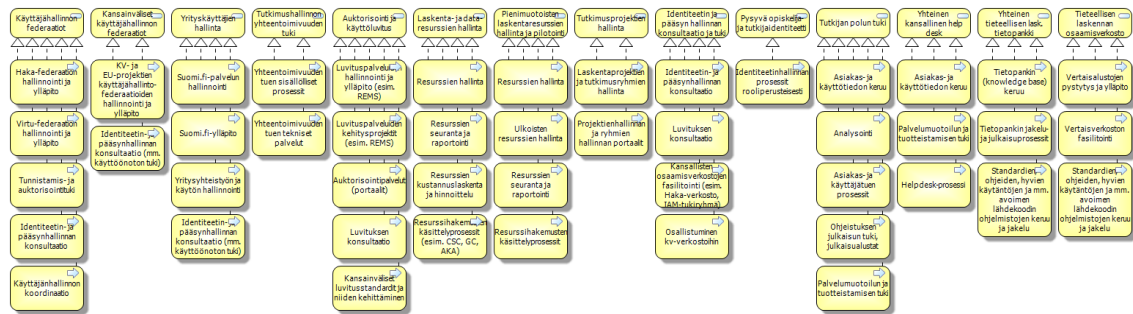 Käyttäjähallinnon
federaatiot
Haka-federaation
hallinnointi ja
ylläpito
Virtu-federaation
hallinnointi ja
ylläpito
Tunnistamis- ja
auktorisointituki
Identiteetin- ja
pääsynhallinnan
konsultaatio
Käyttäjänhallinnon
koordinaatio
Kansainväliset
käyttäjähallinnon
federaatiot
KV- ja
EU-projektien
käyttäjähallinto-
federaatioiden
hallinnointi ja
ylläpito
Identiteetin- ja
pääsynhallinnan
konsultaatio (mm.
käyttöönoton tuki)
Yrityskäyttäjien
hallinta
Suomi.fi-palvelun
hallinnointi
Suomi.fi-ylläpito
Yritysyhteistyön ja
käytön hallinnointi
Identiteetin- ja
pääsynhallinnan
konsultaatio (mm.
käyttöönoton tuki)
Tutkimushallinnon
yhteentoimivuuden
tuki
Yhteentoimivuuden
tuen sisällölliset
prosessit
Yhteentoimivuuden
tuen tekniset
palvelut
Auktorisointi ja
käyttöluvitus
Luvituspalvelun
hallinnointi ja
ylläpito (esim.
REMS)
Luvituspalveluiden
kehitysprojektit
(esim. REMS)
Auktorisointipalvelut
(portaalit)
Luvituksen
konsultaatio
Kansainväliset
luvitusstandardit ja
niiden kehittäminen
Laskenta- ja data-
resurssien hallinta
Resurssien hallinta
Resurssien
seuranta ja
raportointi
Resurssien
kustannuslaskenta
ja hinnoittelu
Resurssihakemusten
käsittelyprosessit
(esim. CSC, GC,
AKA)
Pienimuotoisten
laskentaresurssien
hallinta ja pilotointi
Resurssien hallinta
Ulkoisten
resurssien hallinta
Resurssien
seuranta ja
raportointi
Resurssihakemusten
käsittelyprosessit
Tutkimusprojektien
hallinta
Laskentaprojektien
ja tutkimusryhmien
hallinta
Projektienhallinnan
ja ryhmien
hallinnan portaalit
Identiteetin ja
pääsyn hallinnan
konsultaatio ja tuki
Identiteetin- ja
pääsynhallinnan
konsultaatio
Luvituksen
konsultaatio
Kansallisten
osaamisverkostojen
fasilitointi (esim.
Haka-verkosto,
IAM-tukiryhmä)
Osallistuminen
kv-verkostoihin
Pysyvä opiskelija-
ja tutkijaidentiteetti
Identiteetinhallinnan
prosessit
rooliperusteisesti
Tutkijan polun tuki
Asiakas- ja
käyttötiedon keruu
Analysointi
Asiakas- ja
käyttäjätuen
prosessit
Ohjeistuksen
julkaisun tuki,
julkaisualustat
Palvelumuotoilun ja
tuotteistamisen tuki
Yhteinen
kansallinen help
desk
Asiakas- ja
käyttötiedon keruu
Palvelumuotoilun ja
tuotteistamisen tuki
Helpdesk-prosessi
Yhteinen
tieteellisen lask.
tietopankki
Tietopankin
(knowledge base)
keruu
Tietopankin jakelu-
ja julkaisuprosessit
Standardien,
ohjeiden, hyvien
käytäntöjen ja mm.
avoimen
lähdekoodin
ohjelmistojen keruu
ja jakelu
Tieteellisen
laskennan
osaamisverkosto
Vertaisalustojen
pystytys ja ylläpito
Vertaisverkoston
fasilitointi
Standardien,
ohjeiden, hyvien
käytäntöjen ja mm.
avoimen
lähdekoodin
ohjelmistojen keruu
ja jakelu